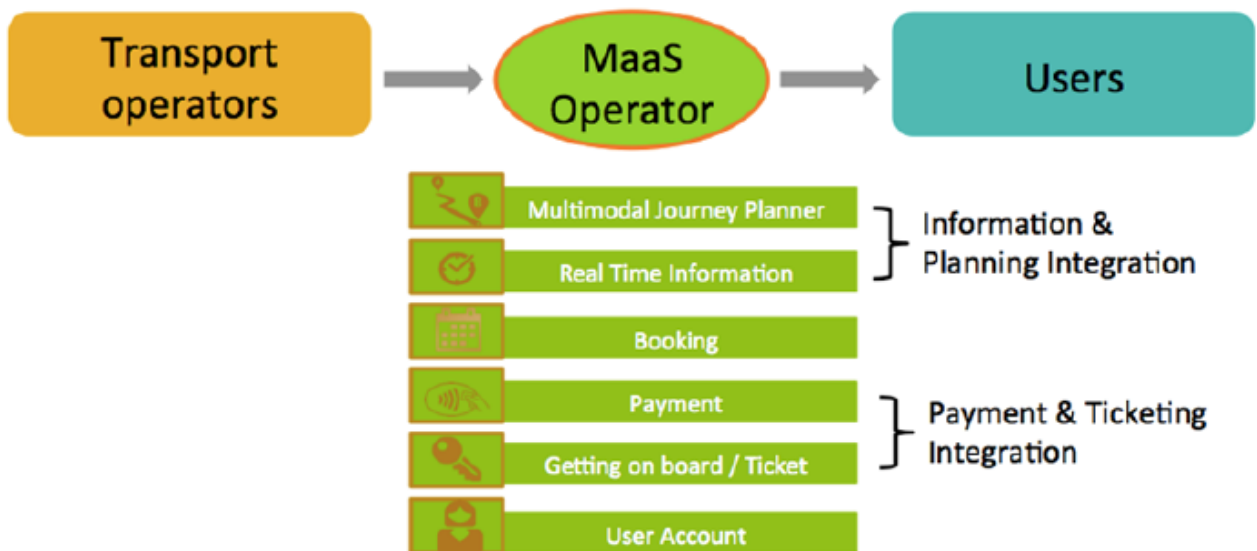 Transport
operators
MaaS
Operator
Users
Multimodal Journey Planner
Real Time Information
Booking
Payment
Getting on board / Ticket
User Account
Information &
Planning Integration
Payment & Ticketing
Integration